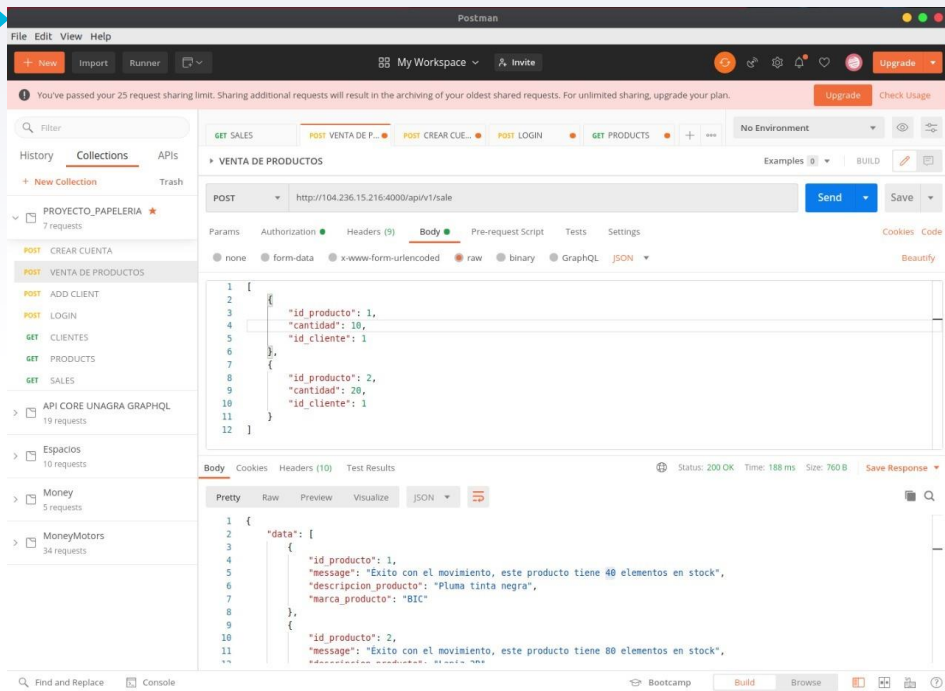 Postman
File Edit View Help
+ New Import Runner My Workspace Invite Upgrade
You've passed your 25 request sharing limit. Sharing additional requests will result in the archiving of your oldest shared requests. For unlimited sharing, upgrade your plan. Upgrade Check Usage
Filter
History Collections APIs
+ New Collection Trash
PROYECTO_PAPELERIA ★
7 requests
POST CREAR CUENTA
POST VENTA DE PRODUCTOS
POST ADD CLIENT
POST LOGIN
GET CLIENTES
GET PRODUCTS
GET SALES
API CORE UNAGRA GRAPHQL
19 requests
Espacios
10 requests
Money
5 requests
MoneyMotors
34 requests
GET SALES POST VENTA DE P... POST CREAR CUE... POST LOGIN GET PRODUCTS + ••• No Environment
VENTA DE PRODUCTOS Examples 0 BUILD
POST http://104.236.15.216:4000/api/v1/sale Send Save
Params Authorization Headers (9) Body Pre-request Script Tests Settings Cookies Code
none form-data x-www-form-urlencoded raw binary GraphQL JSON Beautify
1 [
2 {
3 "id_producto": 1,
4 "cantidad": 10,
5 "id_cliente": 1
6 },
7 {
8 "id_producto": 2,
9 "cantidad": 20,
10 "id_cliente": 1
11 }
12 ]
Body Cookies Headers (10) Test Results Status: 200 OK Time: 188 ms Size: 760 B Save Response
Pretty Raw Preview Visualize JSON
1 {
2 "data": [
3 {
4 "id_producto": 1,
5 "message": "Éxito con el movimiento, este producto tiene 40 elementos en stock",
6 "descripcion_producto": "Pluma tinta negra",
7 "marca_producto": "BIC"
8 },
9 {
10 "id_producto": 2,
11 "message": "Éxito con el movimiento, este producto tiene 80 elementos en stock",
Find and Replace Console Bootcamp Build Browse